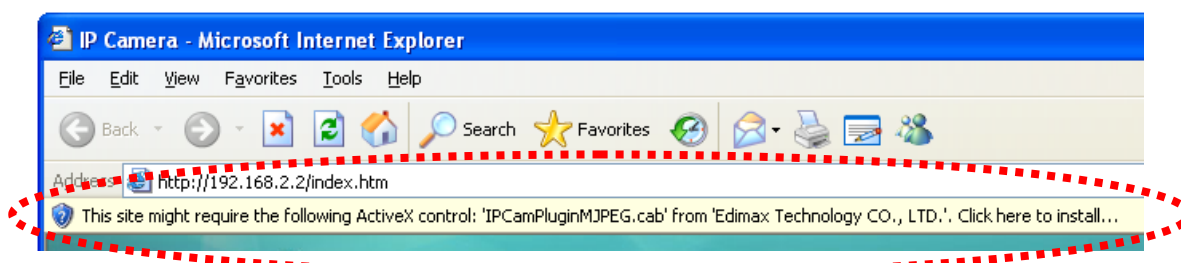 IP Camera - Microsoft Internet Explorer
File Edit View Favorites Tools Help
Back Search Favorites
Address http://192.168.2.2/index.htm
This site might require the following ActiveX control: 'IPCamPluginMJPEG.cab' from 'Edimax Technology CO., LTD.'. Click here to install...